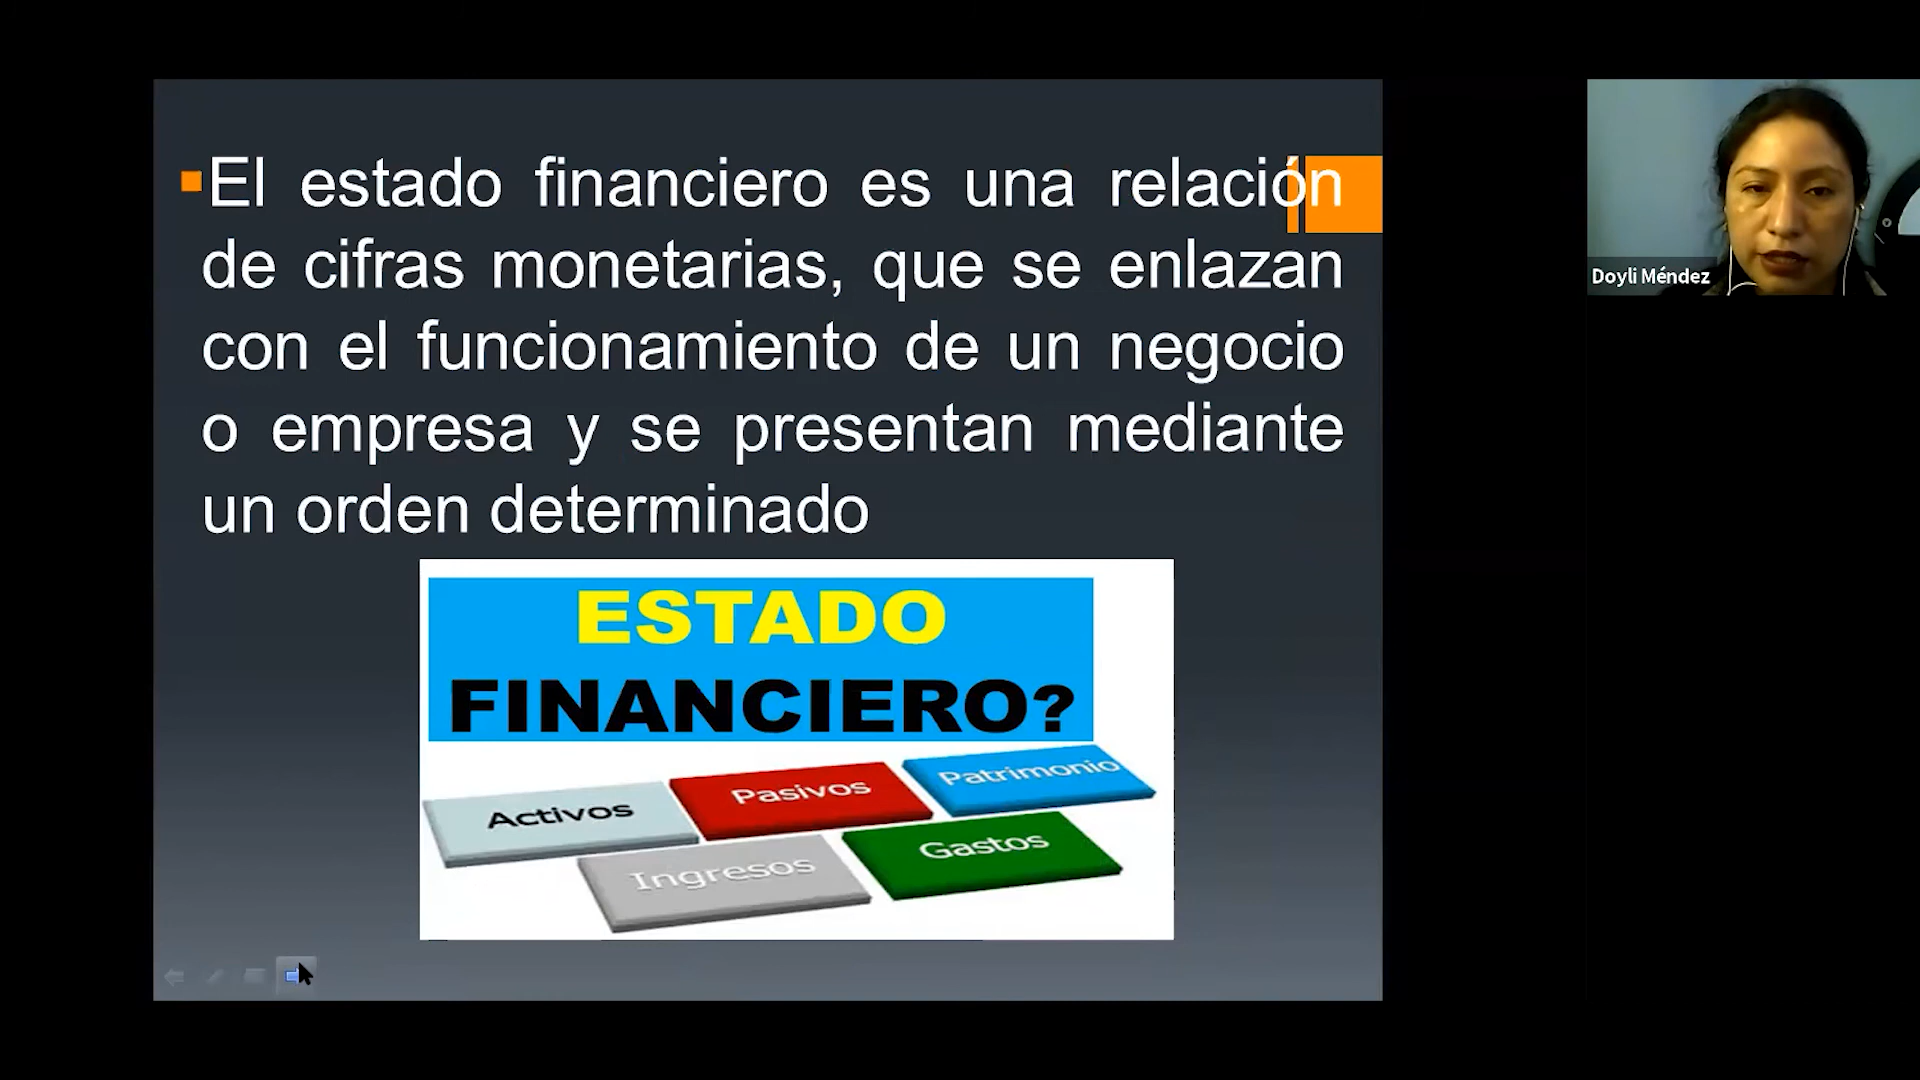 El estado financiero es una relación
de cifras monetarias, que se enlazan
con el funcionamiento de un negocio
o empresa y se presentan mediante
un orden determinado
ESTADO
FINANCIERO?
Activos
Pasivos
Patrimonio
Ingresos
Gastos
Doyli Méndez